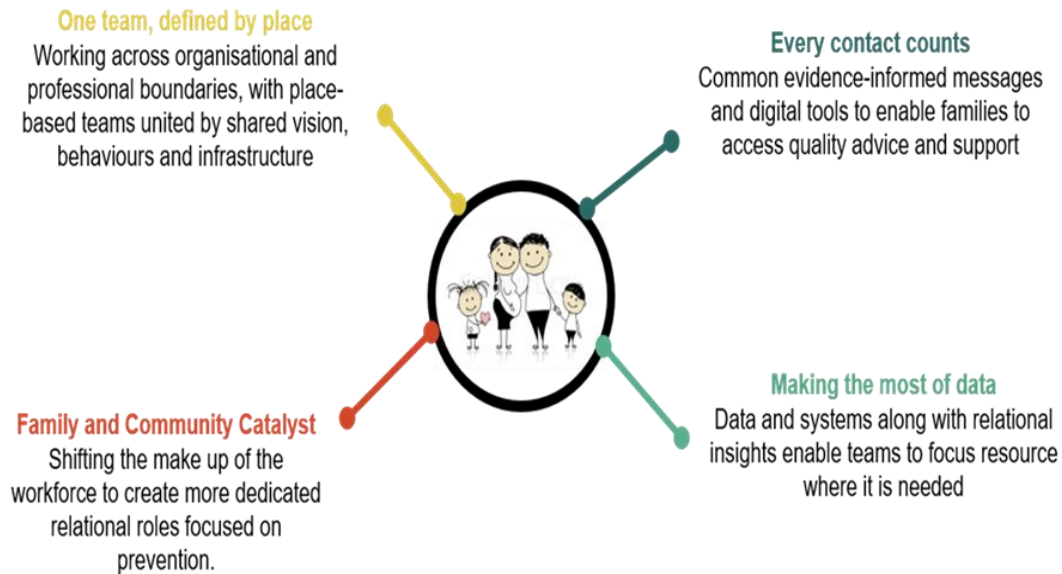 One team, defined by place
Working across organisational and
professional boundaries, with place-
based teams united by shared vision,
behaviours and infrastructure
Every contact counts
Common evidence-informed messages
and digital tools to enable families to
access quality advice and support
Family and Community Catalyst
Shifting the make up of the
workforce to create more dedicated
relational roles focused on
prevention.
Making the most of data
Data and systems along with relational
insights enable teams to focus resource
where it is needed